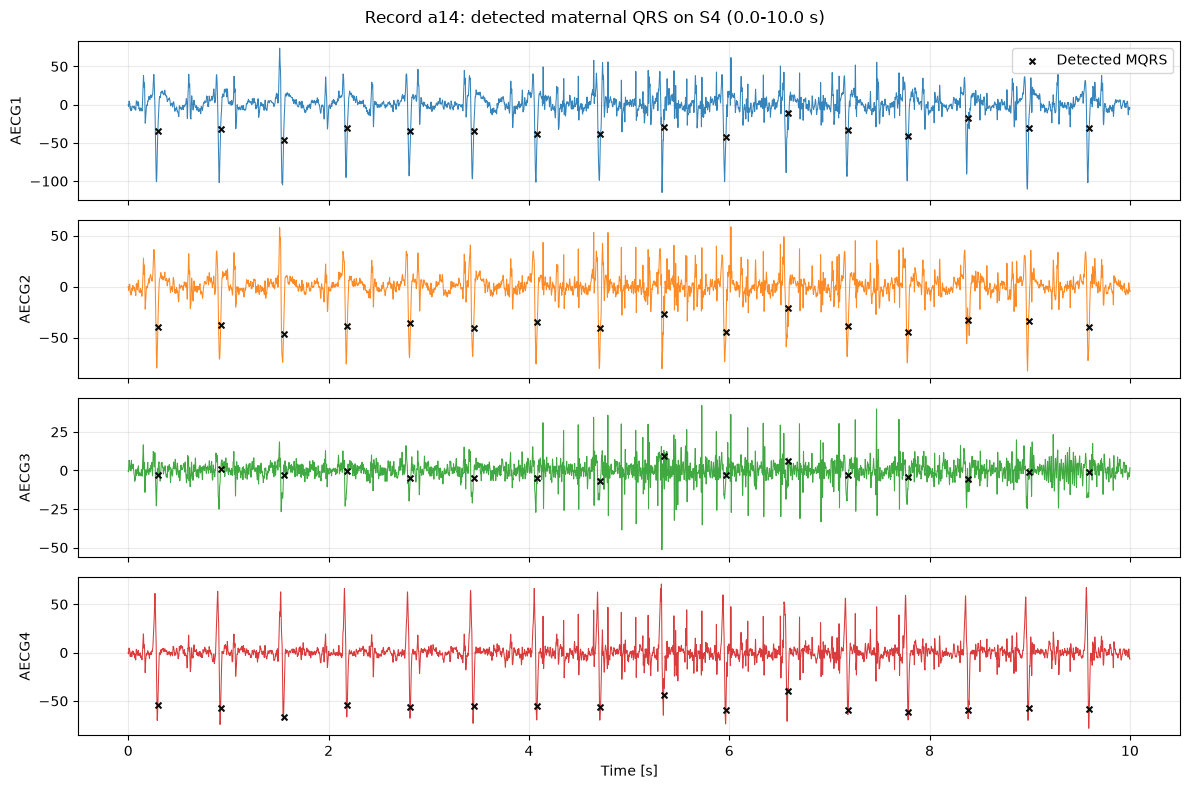 Record a14: detected maternal QRS on S4 (0.0-10.0 s)
Detected MQRS
AECG1
50
0
−50
−100
AECG2
50
0
−50
AECG3
25
0
−25
−50
AECG4
50
0
−50
0
2
4
6
8
10
Time [s]